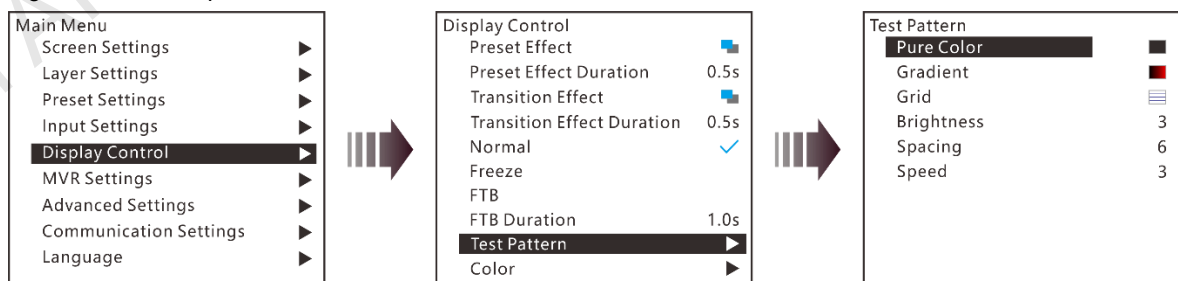 Main Menu
Screen Settings
Layer Settings
Preset Settings
Input Settings
Display Control
MVR Settings
Advanced Settings
Communication Settings
Language
Display Control
Preset Effect
Preset Effect Duration 0.5s
Transition Effect
Transition Effect Duration 0.5s
Normal
Freeze
FTB
FTB Duration 1.0s
Test Pattern
Color
Test Pattern
Pure Color
Gradient
Grid
Brightness 3
Spacing 6
Speed 3